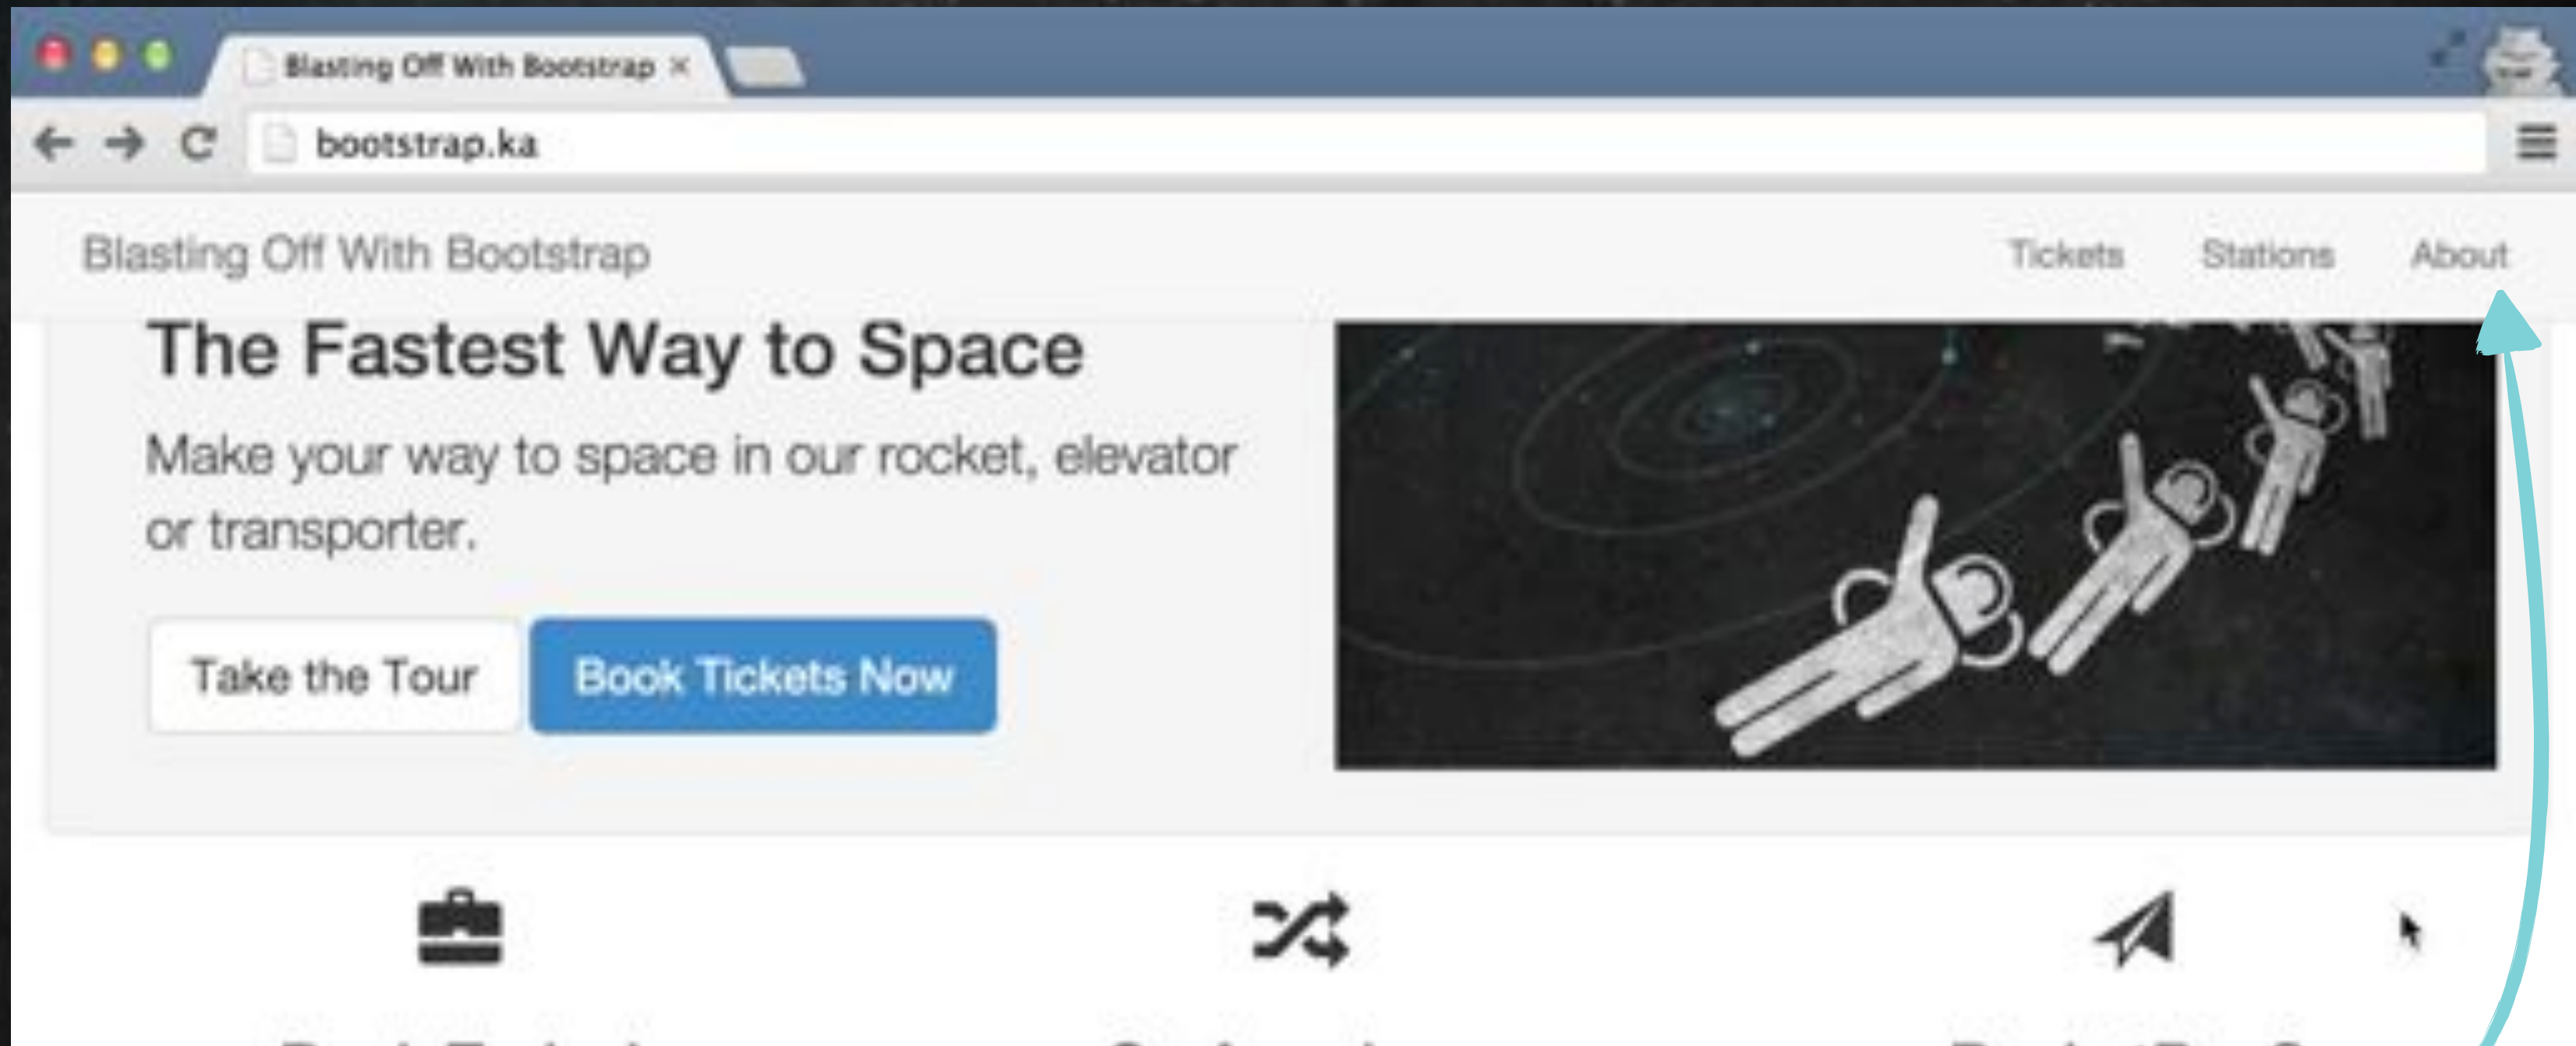 Blasting Off With Bootstrap
bootstrap.ka
Blasting Off With Bootstrap Tickets Stations About
The Fastest Way to Space
Make your way to space in our rocket, elevator
or transporter.
Take the Tour Book Tickets Now